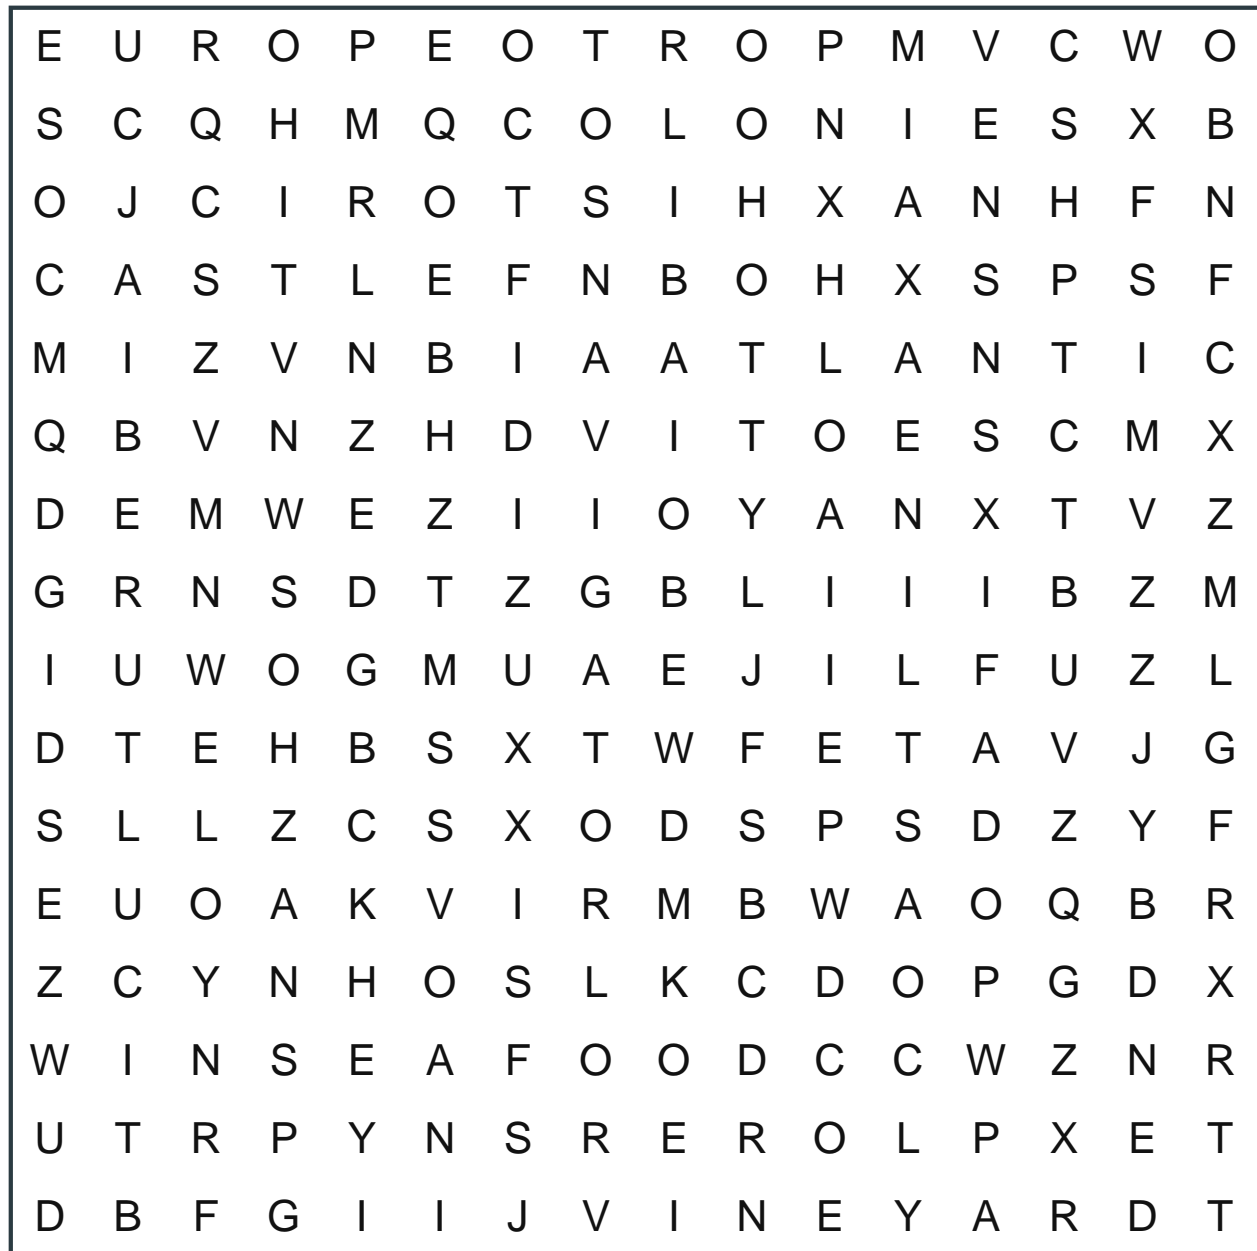 E U R O P E O T R O P M V C W O
S C Q H M Q C O L O N I E S X B
O J C I R O T S I H X A N H F N
C A S T L E F N B O H X S P S F
M I Z V N B I A A T L A N T I C
Q B V N Z H D V I T O E S C M X
D E M W E Z I I O Y A N X T V Z
G R N S D T Z G B L I I I B Z M
I U W O G M U A E J I L F U Z L
D T E H B S X T W F E T A V J G
S L L Z C S X O D S P S D Z Y F
E U O A K V I R M B W A O Q B R
Z C Y N H O S L K C D O P G D X
W I N S E A F O O D C C W Z N R
U T R P Y N S R E R O L P X E T
D B F G I I J V I N E Y A R D T